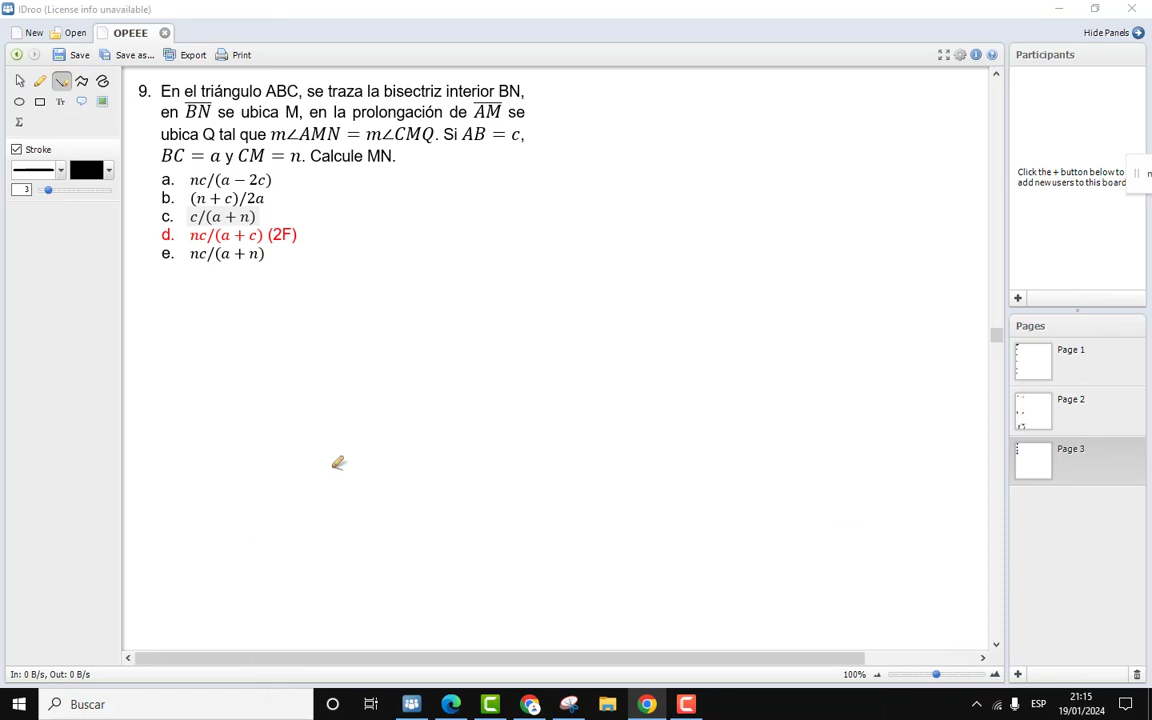 IDroo (License info unavailable)
New Open OPEEE Hide Panels
Save Save as... Export Print Participants
9. En el triángulo ABC, se traza la bisectriz interior BN,
en BN se ubica M, en la prolongación de AM se
ubica Q tal que m∠AMN = m∠CMQ. Si AB = c,
BC = a y CM = n. Calcule MN.
a. nc/(a − 2c)
b. (n + c)/2a
c. c/(a + n)
d. nc/(a + c) (2F)
e. nc/(a + n)
Tr
Σ
Stroke
3
Click the + button below to
add new users to this board
Pages
Page 1
Page 2
Page 3
In: 0 B/s, Out: 0 B/s 100%
Buscar ESP 21:15
19/01/2024